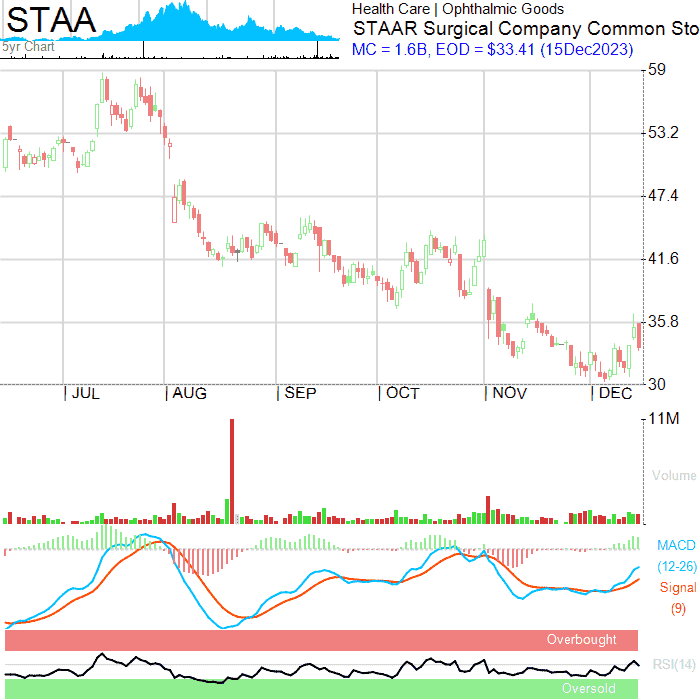 STAA
5yr Chart
Health Care | Ophthalmic Goods
STAAR Surgical Company Common Sto
MC = 1.6B, EOD = $33.41 (15Dec2023)
59
53.2
47.4
41.6
35.8
30
JUL
AUG
SEP
OCT
NOV
DEC
11M
Volume
MACD
(12-26)
Signal
(9)
Overbought
RSI(14)
Oversold